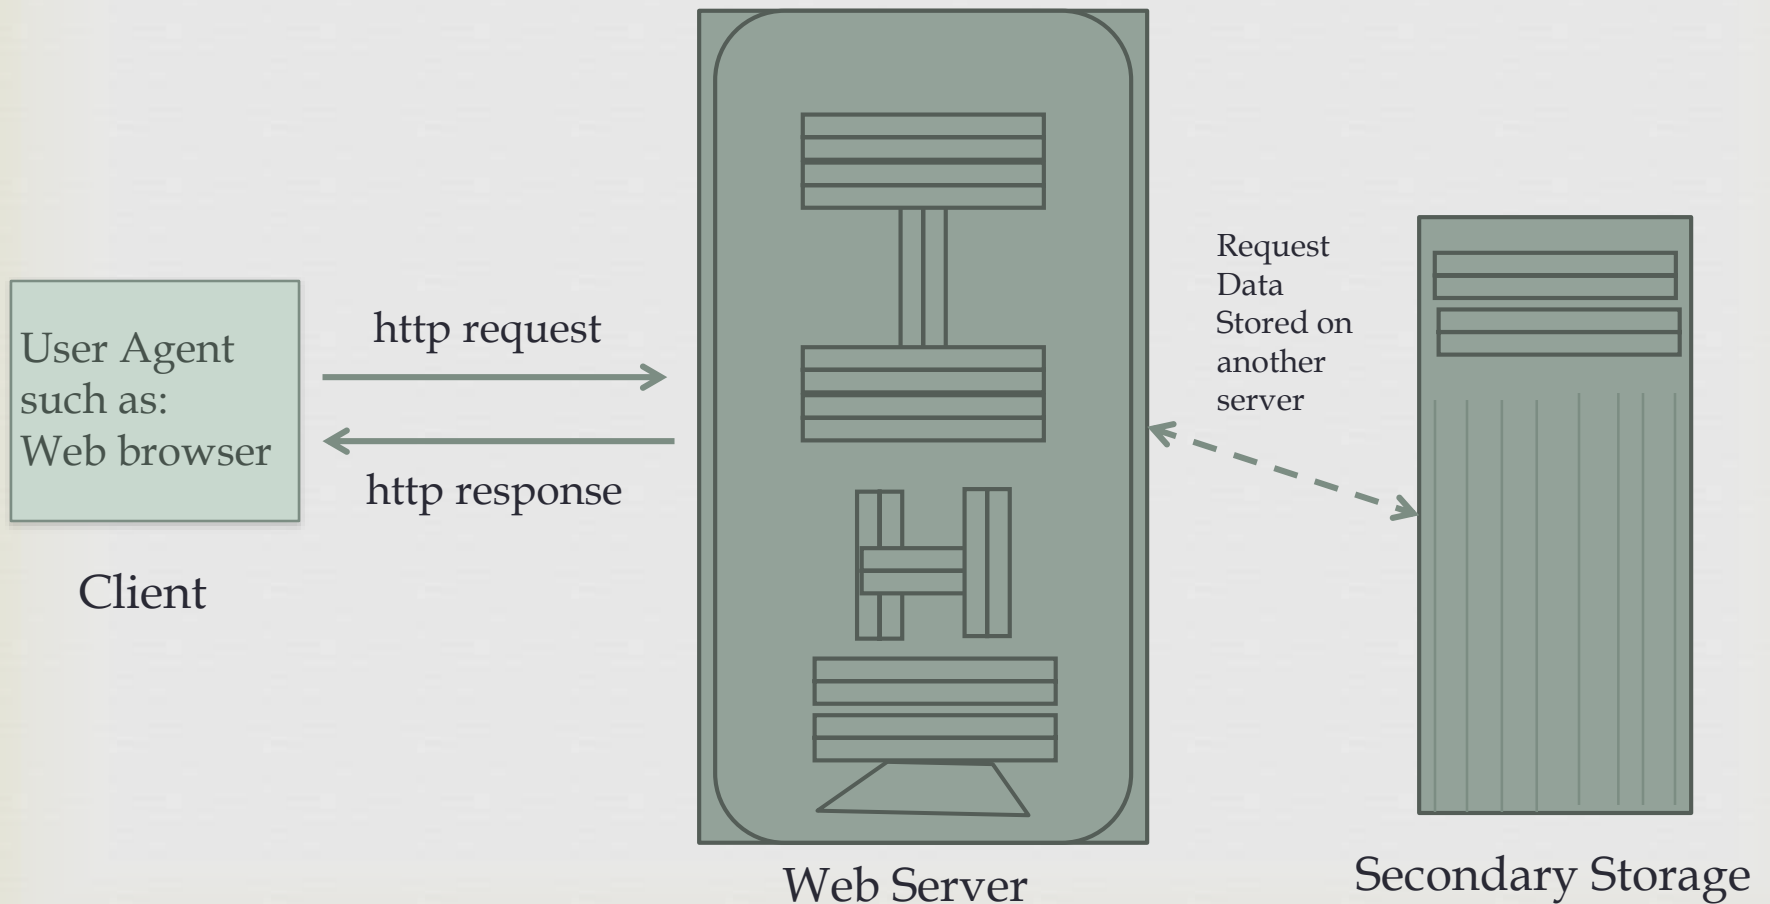 User Agent
such as:
Web browser
Client
http request
http response
Web Server
Request
Data
Stored on
another
server
Secondary Storage